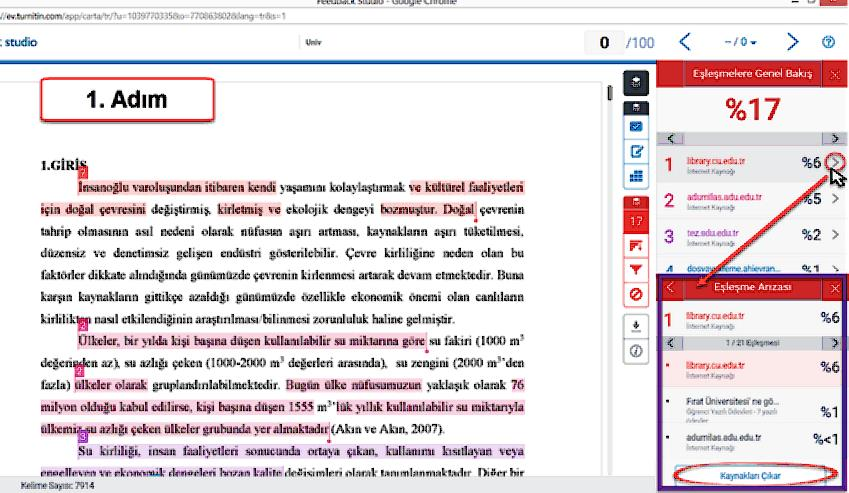 Feedback Studio - Google Chrome
//ev.turnitin.com/app/carta/tr/?u=1039770335&o=770863802&lang=tr&s=1
studio
Univ
0 /100
-- / 0
?
1. Adım
1.GİRİŞ
İnsanoğlu varoluşundan itibaren kendi yaşamını kolaylaştırmak ve kültürel faaliyetleri
için doğal çevresini değiştirmiş, kirletmiş ve ekolojik dengeyi bozmuştur. Doğal çevrenin
tahrip olmasının asıl nedeni olarak nüfusun aşırı artması, kaynakların aşırı tüketilmesi,
düzensiz ve denetimsiz gelişen endüstri gösterilebilir. Çevre kirliliğine neden olan bu
faktörler dikkate alındığında günümüzde çevrenin kirlenmesi artarak devam etmektedir. Buna
karşın kaynakların gittikçe azaldığı günümüzde özellikle ekonomik önemi olan canlıların
kirlilikten nasıl etkilendiğinin araştırılması/bilinmesi zorunluluk haline gelmiştir.
Ülkeler, bir yılda kişi başına düşen kullanılabilir su miktarına göre su fakiri (1000 m³
değerinden az), su azlığı çeken (1000-2000 m³ değerleri arasında), su zengini (2000 m³'den
fazla) ülkeler olarak gruplandırılabilmektedir. Bugün ülke nüfusumuzun yaklaşık olarak 76
milyon olduğu kabul edilirse, kişi başına düşen 1555 m³'lük yıllık kullanılabilir su miktarıyla
ülkemiz su azlığı çeken ülkeler grubunda yer almaktadır (Akın ve Akın, 2007).
Su kirliliği, insan faaliyetleri sonucunda ortaya çıkan, kullanımı kısıtlayan veya
engelleyen ve ekonomik dengeleri bozan kalite değişimleri olarak tanımlanmaktadır. Diğer bir
Kelime Sayısı: 7914
17
Eşleşmelere Genel Bakış
%17
1 library.cu.edu.tr %6
İnternet Kaynağı
2 adumilas.adu.edu.tr %5
İnternet Kaynağı
3 tez.sdu.edu.tr %2
İnternet Kaynağı
4 %1
Eşleşme Arızası
1 library.cu.edu.tr %6
İnternet Kaynağı
1 / 21 Eşleşmesi
library.cu.edu.tr %6
İnternet Kaynağı
Fırat Üniversitesi' ne gö... %1
Öğrenci Yazılı Ödevleri - 7 yazılı
ödevler
adumilas.adu.edu.tr %<1
İnternet Kaynağı
Kaynakları Çıkar